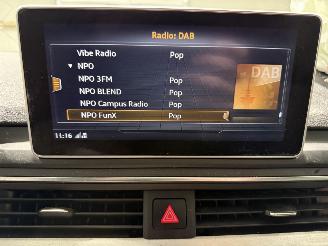 Radio: DAB
Vibe Radio Pop
NPO
NPO 3FM Pop
NPO BLEND Pop
NPO Campus Radio Pop
NPO FunX Pop
DAB
11:16